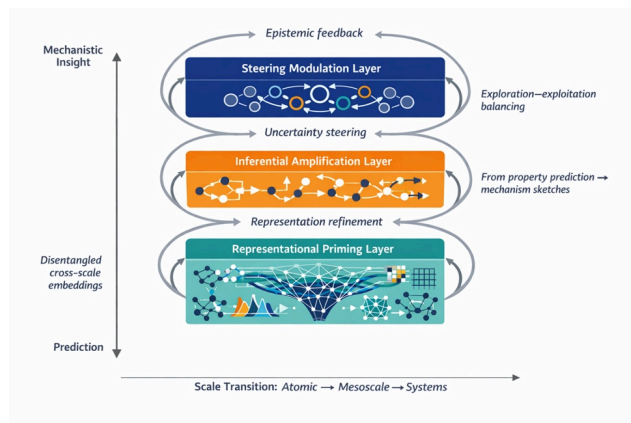 Epistemic feedback
Mechanistic
Insight
Steering Modulation Layer
Exploration—exploitation
balancing
Uncertainty steering
Inferential Amplification Layer
From property prediction →
mechanism sketches
Representation refinement
Representational Priming Layer
Disentangled
cross-scale
embeddings
Prediction
Scale Transition: Atomic → Mesoscale → Systems